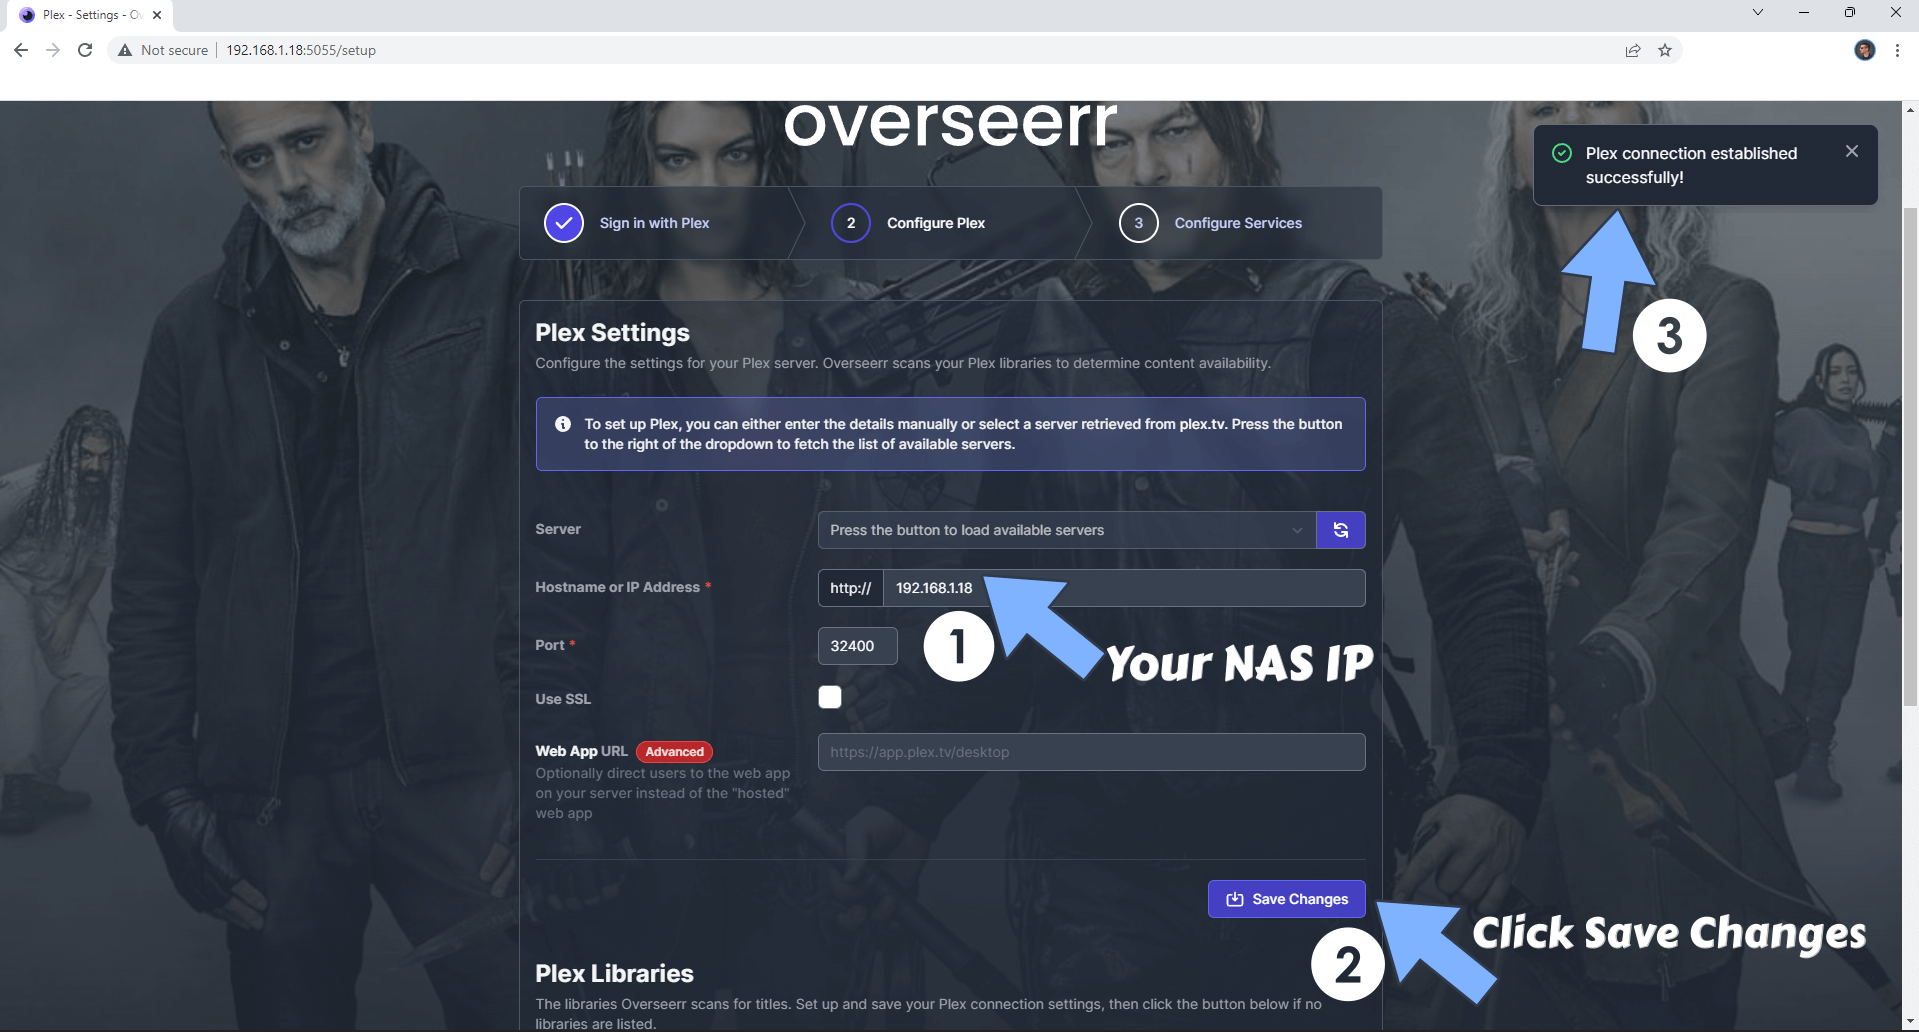 Plex - Settings - Ov
Not secure
192.168.1.18:5055/setup
overseerr
Plex connection established
successfully!
Sign in with Plex
2
Configure Plex
3
Configure Services
3
Plex Settings
Configure the settings for your Plex server. Overseerr scans your Plex libraries to determine content availability.
To set up Plex, you can either enter the details manually or select a server retrieved from plex.tv. Press the button
to the right of the dropdown to fetch the list of available servers.
Server
Press the button to load available servers
Hostname or IP Address *
http://
192.168.1.18
Port *
32400
1
Your NAS IP
Use SSL
Web App URL
Advanced
https://app.plex.tv/desktop
Optionally direct users to the web app
on your server instead of the "hosted"
web app
Save Changes
Click Save Changes
2
Plex Libraries
The libraries Overseerr scans for titles. Set up and save your Plex connection settings, then click the button below if no
libraries are listed.